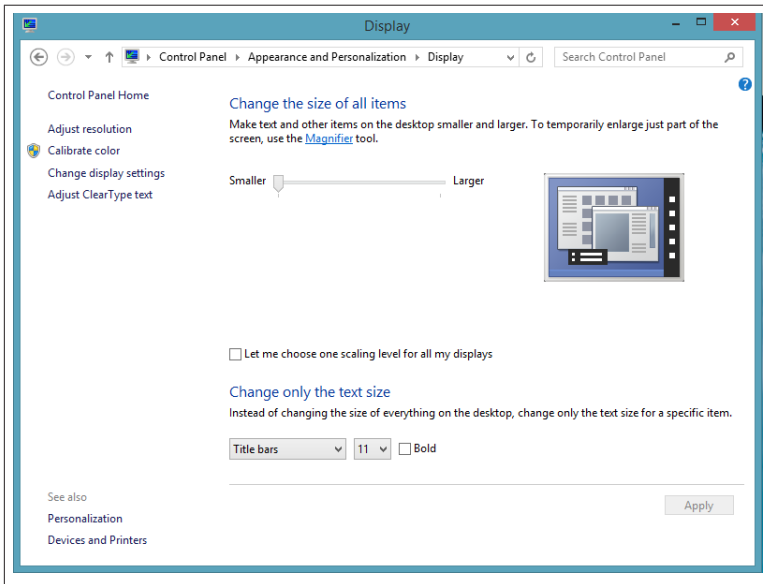 Display
Control Panel Appearance and Personalization Display
Search Control Panel
Control Panel Home
Adjust resolution
Calibrate color
Change display settings
Adjust ClearType text
See also
Personalization
Devices and Printers
Change the size of all items
Make text and other items on the desktop smaller and larger. To temporarily enlarge just part of the
screen, use the Magnifier tool.
Smaller Larger
Let me choose one scaling level for all my displays
Change only the text size
Instead of changing the size of everything on the desktop, change only the text size for a specific item.
Title bars 11 Bold
Apply